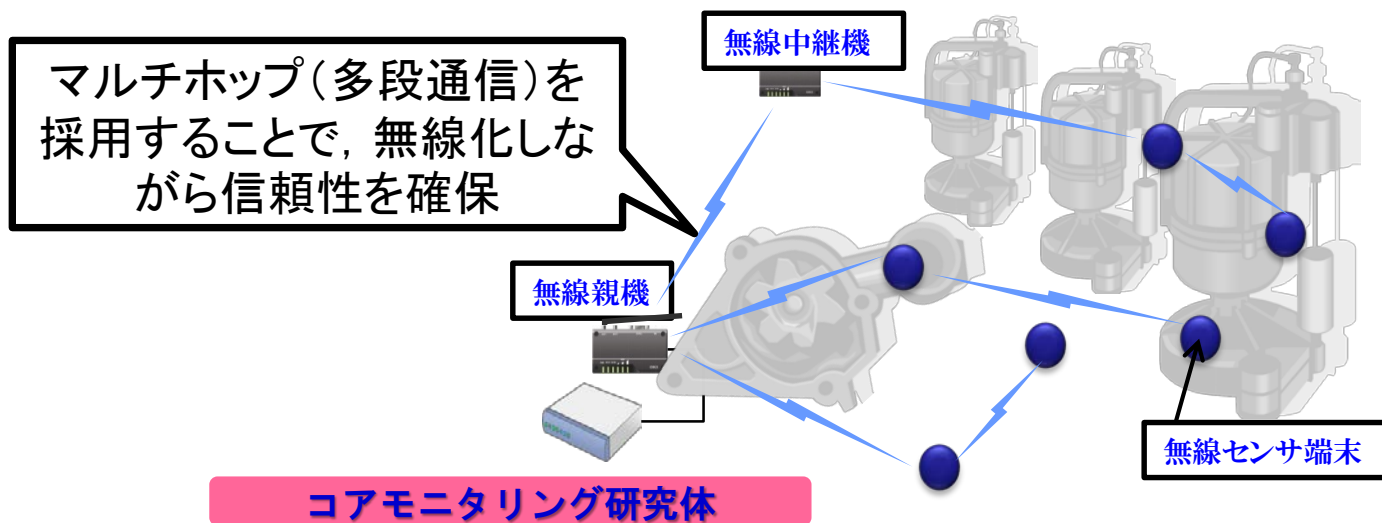 無線中継機
マルチホップ(多段通信)を
採用することで, 無線化しな
がら信頼性を確保
無線親機
無線センサ端末
コアモニタリング研究体